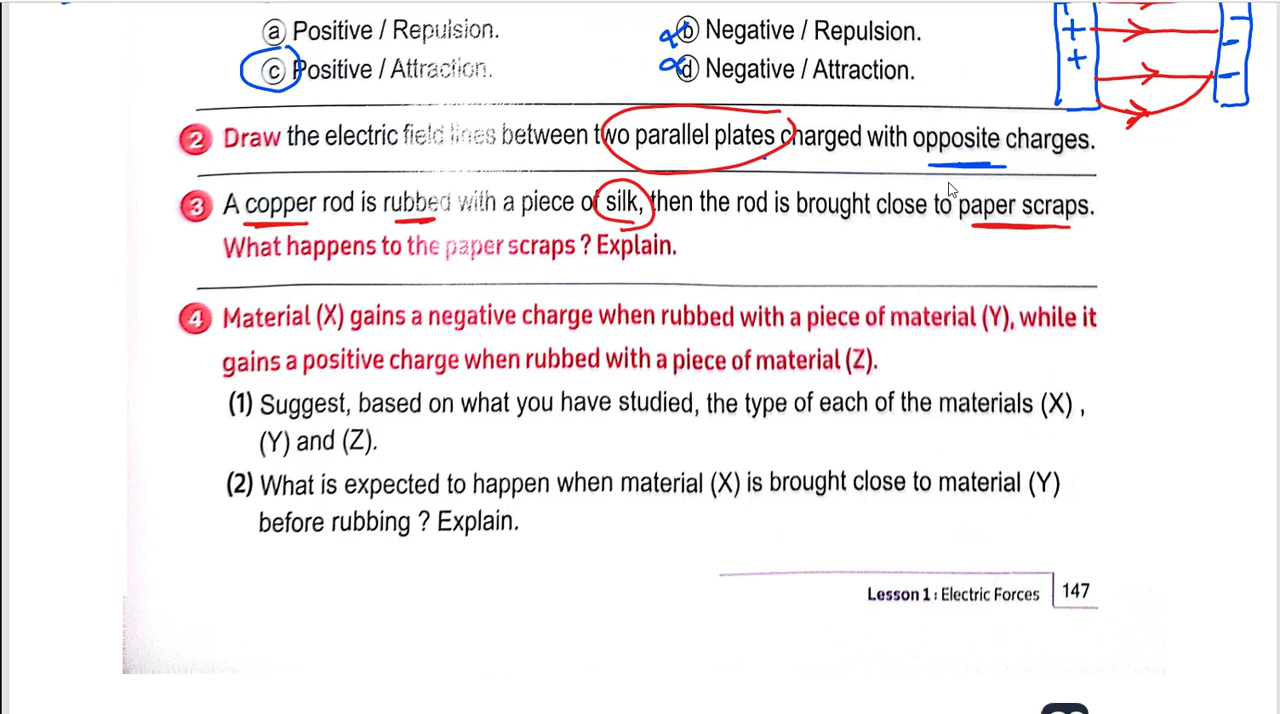 ⓐ Positive / Repulsion. ⓑ Negative / Repulsion.
ⓒ Positive / Attraction. ⓓ Negative / Attraction.
+ -
+ -
2 Draw the electric field lines between two parallel plates charged with opposite charges.
3 A copper rod is rubbed with a piece of silk, then the rod is brought close to paper scraps.
What happens to the paper scraps ? Explain.
4 Material (X) gains a negative charge when rubbed with a piece of material (Y), while it
gains a positive charge when rubbed with a piece of material (Z).
(1) Suggest, based on what you have studied, the type of each of the materials (X) ,
(Y) and (Z).
(2) What is expected to happen when material (X) is brought close to material (Y)
before rubbing ? Explain.
Lesson 1 : Electric Forces 147